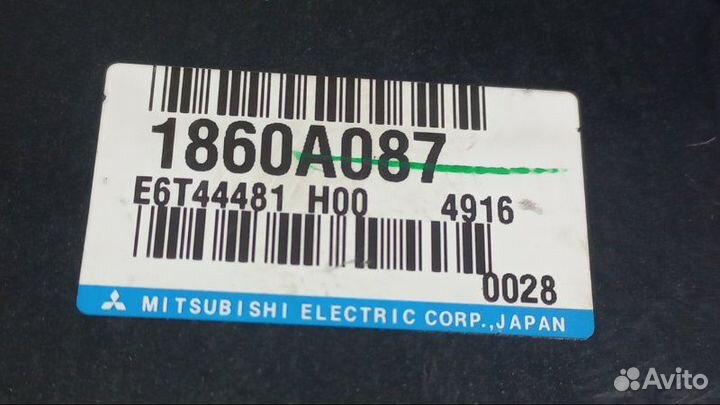 1860A087
E6T44481 H00 4916
0028
MITSUBISHI ELECTRIC CORP.,JAPAN
Avito